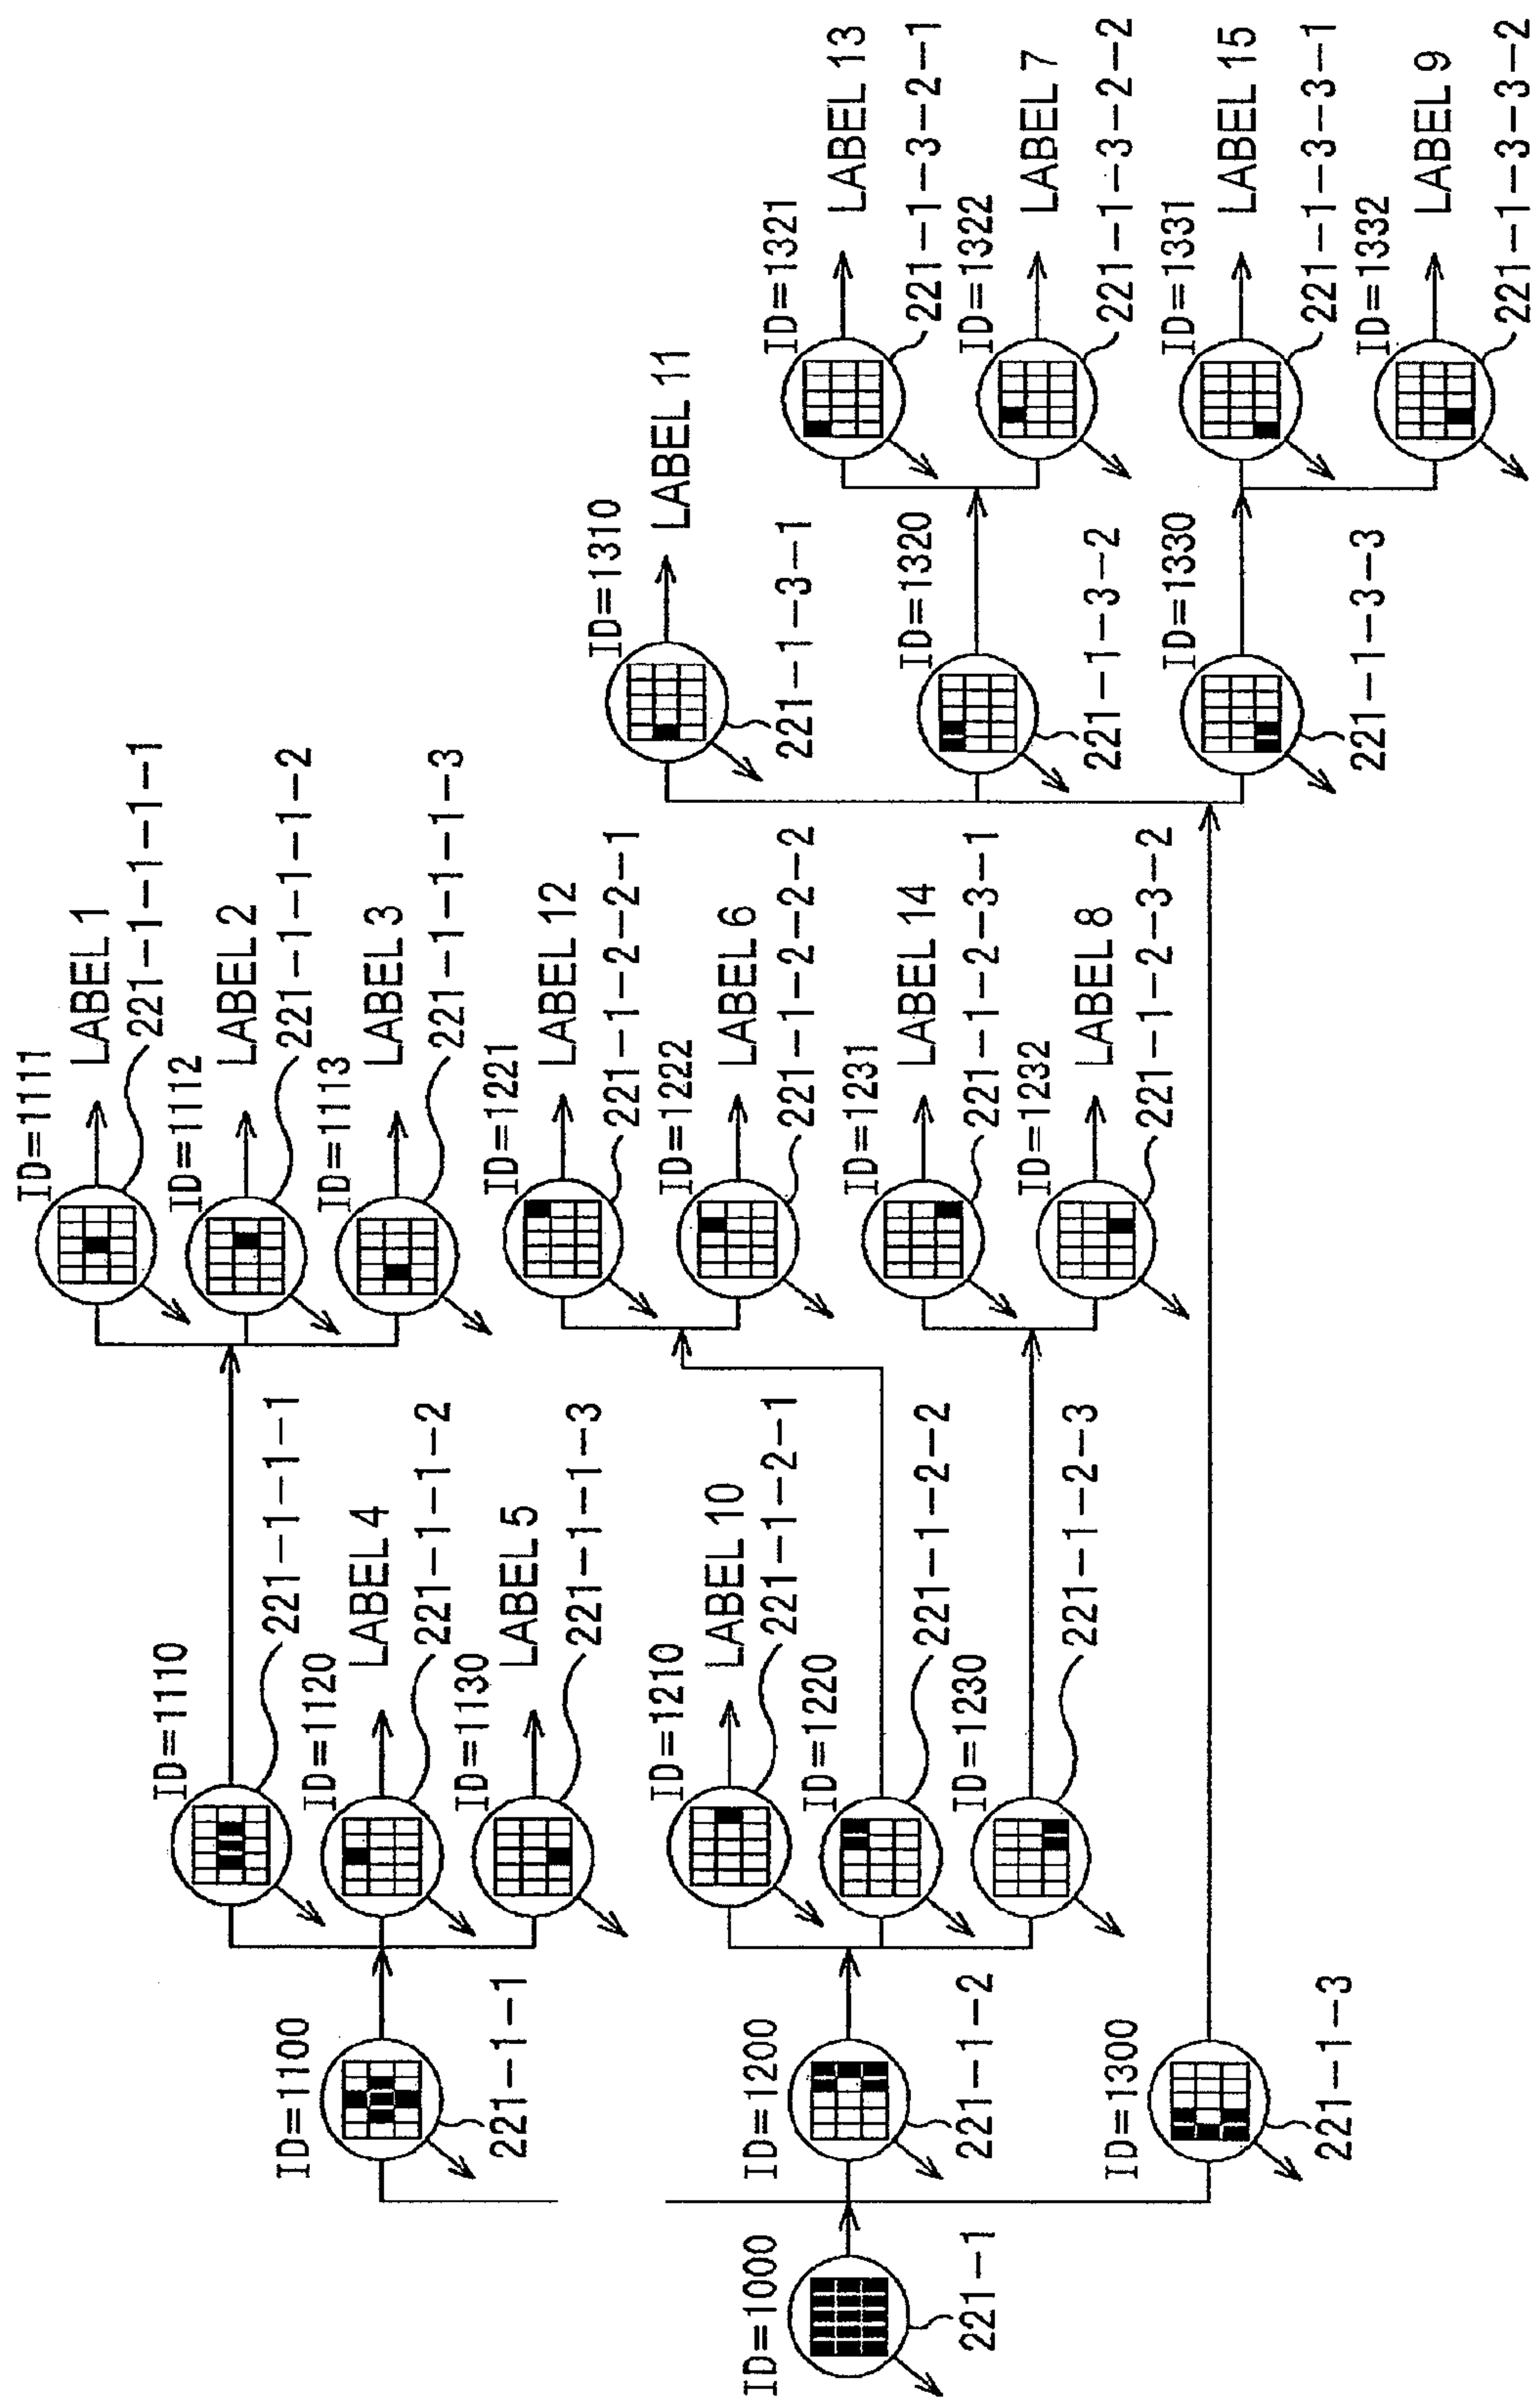 ID=1000
221-1
ID=1100
221-1-1
ID=1200
221-1-2
ID=1300
221-1-3
ID=1110
221-1-1-1
ID=1120
LABEL 4
221-1-1-2
ID=1130
LABEL 5
221-1-1-3
ID=1210
LABEL 10
221-1-2-1
ID=1220
221-1-2-2
ID=1230
221-1-2-3
ID=1111
LABEL 1
221-1-1-1-1
ID=1112
LABEL 2
221-1-1-1-2
ID=1113
LABEL 3
221-1-1-1-3
ID=1221
LABEL 12
221-1-2-2-1
ID=1222
LABEL 6
221-1-2-2-2
ID=1231
LABEL 14
221-1-2-3-1
ID=1232
LABEL 8
221-1-2-3-2
ID=1310
LABEL 11
221-1-3-1
ID=1320
221-1-3-2
ID=1330
221-1-3-3
ID=1321
LABEL 13
221-1-3-2-1
ID=1322
LABEL 7
221-1-3-2-2
ID=1331
LABEL 15
221-1-3-3-1
ID=1332
LABEL 9
221-1-3-3-2